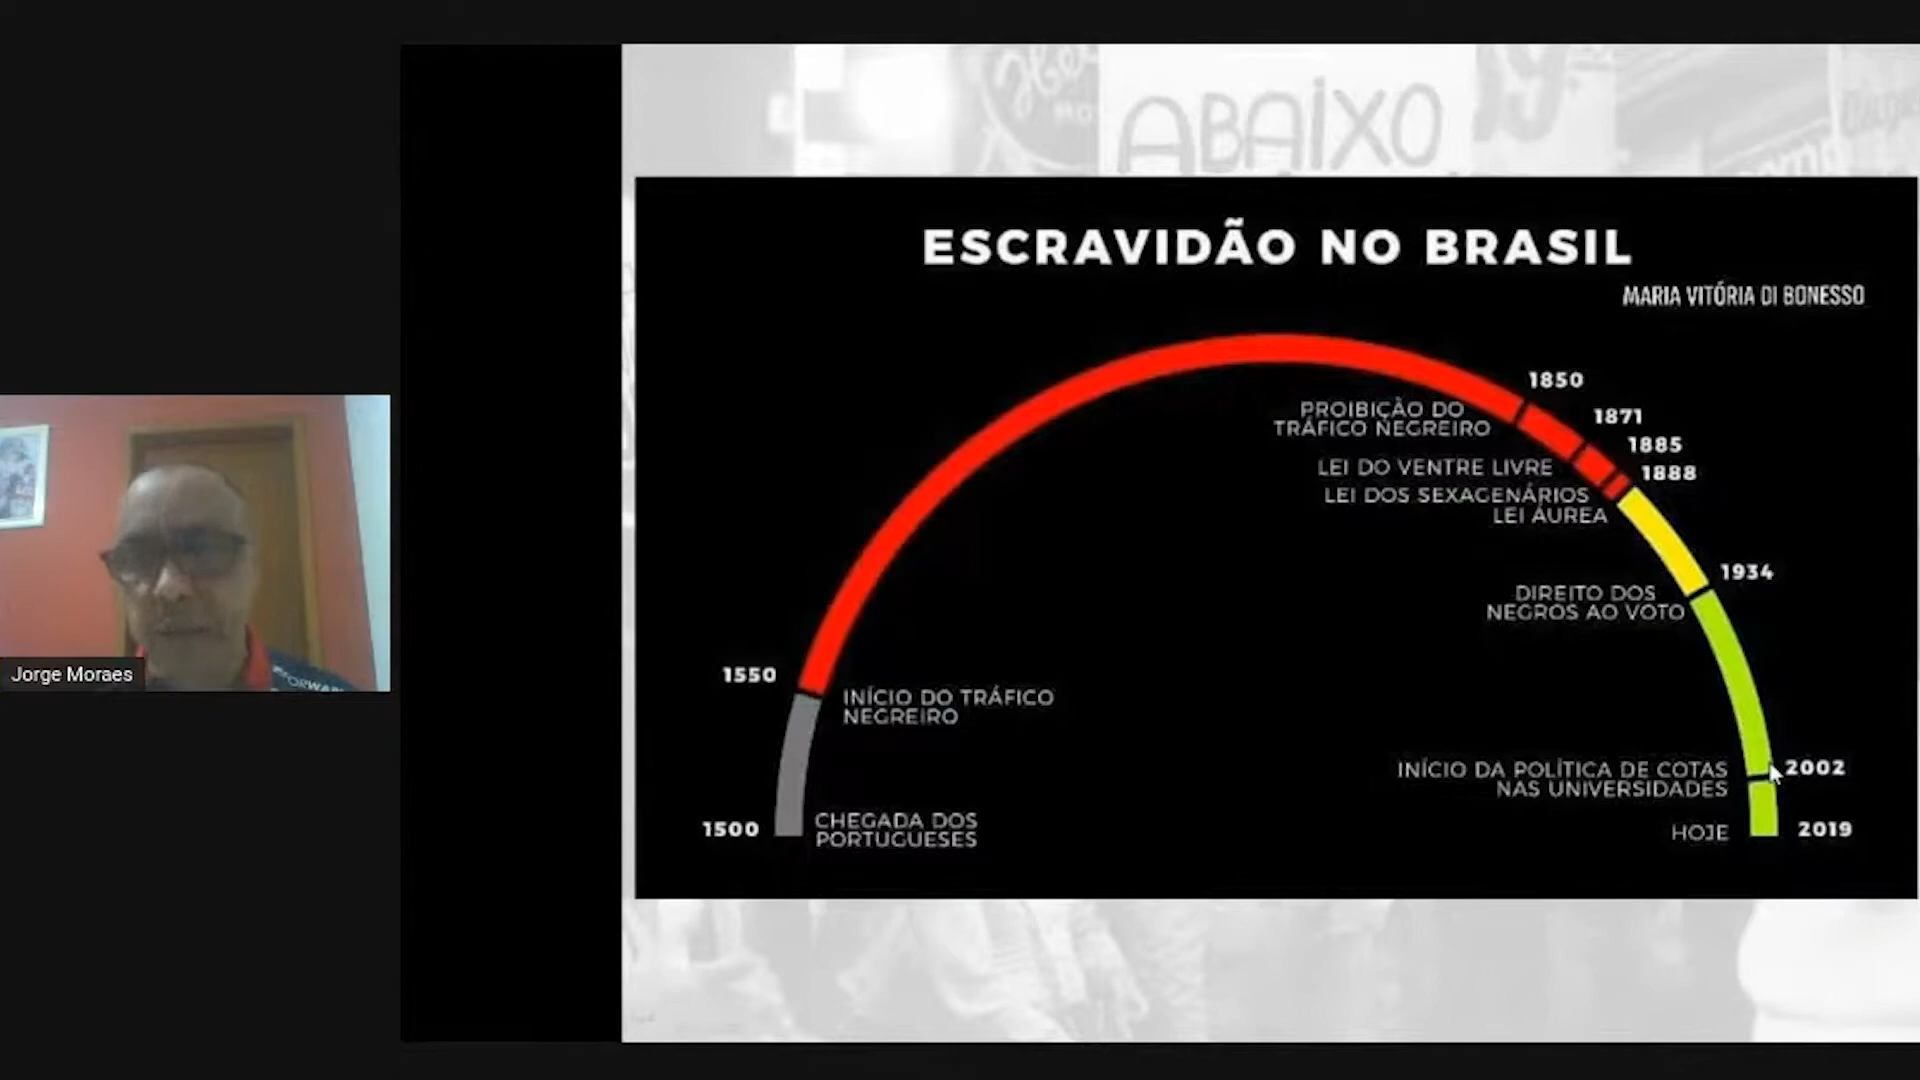 ABAIXO
ESCRAVIDÃO NO BRASIL
MARIA VITÓRIA DI BONESSO
1850
PROIBIÇÃO DO
TRÁFICO NEGREIRO
1871
LEI DO VENTRE LIVRE
1885
LEI DOS SEXAGENÁRIOS
1888
LEI ÁUREA
1934
DIREITO DOS
NEGROS AO VOTO
1550
INÍCIO DO TRÁFICO
NEGREIRO
2002
INÍCIO DA POLÍTICA DE COTAS
NAS UNIVERSIDADES
1500
CHEGADA DOS
PORTUGUESES
HOJE
2019
Jorge Moraes